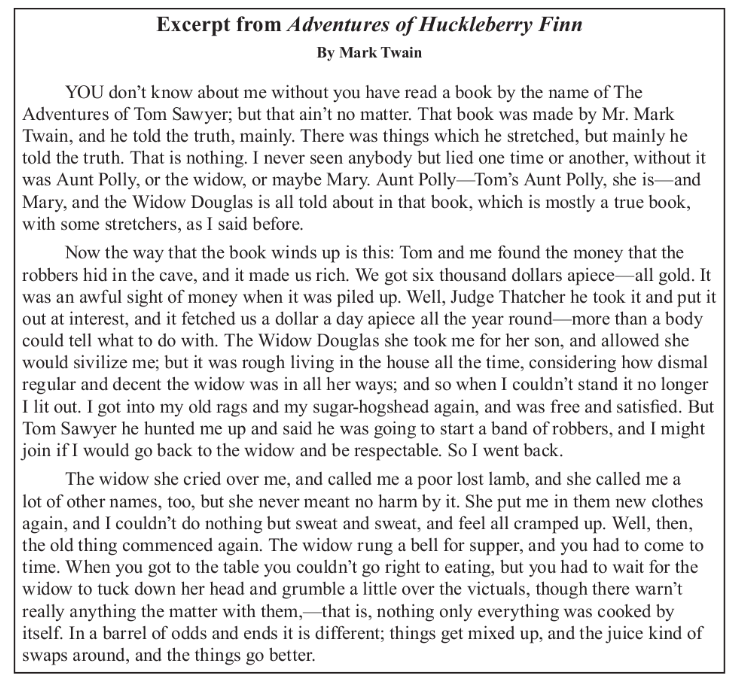 Excerpt from Adventures of Huckleberry Finn
By Mark Twain
YOU don't know about me without you have read a book by the name of The
Adventures of Tom Sawyer; but that ain't no matter. That book was made by Mr. Mark
Twain, and he told the truth, mainly. There was things which he stretched, but mainly he
told the truth. That is nothing. I never seen anybody but lied one time or another, without it
was Aunt Polly, or the widow, or maybe Mary. Aunt Polly—Tom's Aunt Polly, she is—and
Mary, and the Widow Douglas is all told about in that book, which is mostly a true book,
with some stretchers, as I said before.
Now the way that the book winds up is this: Tom and me found the money that the
robbers hid in the cave, and it made us rich. We got six thousand dollars apiece—all gold. It
was an awful sight of money when it was piled up. Well, Judge Thatcher he took it and put it
out at interest, and it fetched us a dollar a day apiece all the year round—more than a body
could tell what to do with. The Widow Douglas she took me for her son, and allowed she
would sivilize me; but it was rough living in the house all the time, considering how dismal
regular and decent the widow was in all her ways; and so when I couldn't stand it no longer
I lit out. I got into my old rags and my sugar-hogshead again, and was free and satisfied. But
Tom Sawyer he hunted me up and said he was going to start a band of robbers, and I might
join if I would go back to the widow and be respectable. So I went back.
The widow she cried over me, and called me a poor lost lamb, and she called me a
lot of other names, too, but she never meant no harm by it. She put me in them new clothes
again, and I couldn't do nothing but sweat and sweat, and feel all cramped up. Well, then,
the old thing commenced again. The widow rung a bell for supper, and you had to come to
time. When you got to the table you couldn't go right to eating, but you had to wait for the
widow to tuck down her head and grumble a little over the victuals, though there warn't
really anything the matter with them,—that is, nothing only everything was cooked by
itself. In a barrel of odds and ends it is different; things get mixed up, and the juice kind of
swaps around, and the things go better.